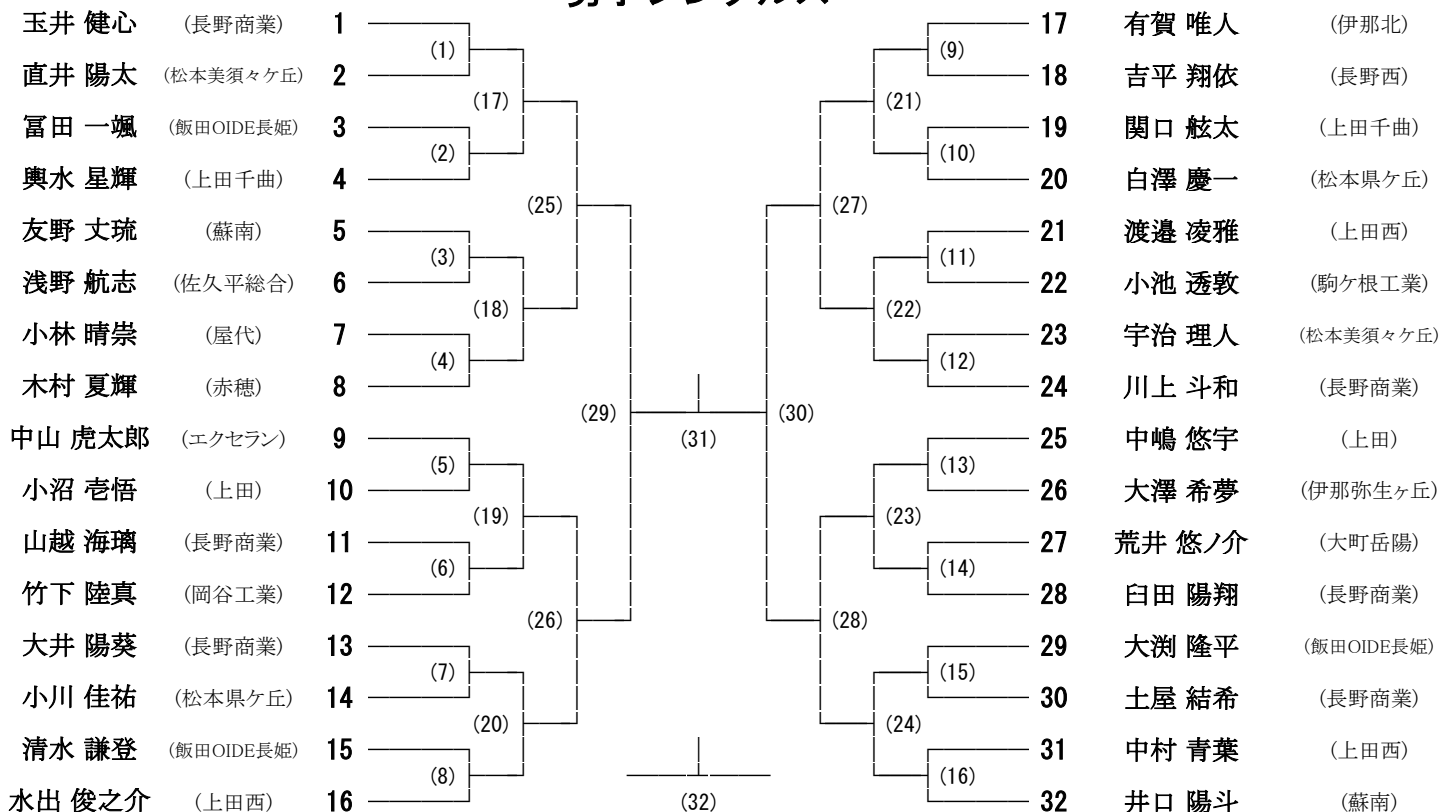 玉井 健心 (長野商業) 1 17 有賀 唯人 (伊那北)
(1) (9)
直井 陽太 (松本美須々ケ丘) 2 18 吉平 翔依 (長野西)
(17) (21)
冨田 一颯 (飯田OIDE長姫) 3 19 関口 舷太 (上田千曲)
(2) (10)
輿水 星輝 (上田千曲) 4 20 白澤 慶一 (松本県ケ丘)
(25) (27)
友野 丈琉 (蘇南) 5 21 渡邉 凌雅 (上田西)
(3) (11)
浅野 航志 (佐久平総合) 6 22 小池 透敦 (駒ケ根工業)
(18) (22)
小林 晴崇 (屋代) 7 23 宇治 理人 (松本美須々ケ丘)
(4) (12)
木村 夏輝 (赤穂) 8 24 川上 斗和 (長野商業)
(29) (31) (30)
中山 虎太郎 (エクセラン) 9 25 中嶋 悠宇 (上田)
(5) (13)
小沼 壱悟 (上田) 10 26 大澤 希夢 (伊那弥生ヶ丘)
(19) (23)
山越 海璃 (長野商業) 11 27 荒井 悠ノ介 (大町岳陽)
(6) (14)
竹下 陸真 (岡谷工業) 12 28 臼田 陽翔 (長野商業)
(26) (28)
大井 陽葵 (長野商業) 13 29 大渕 隆平 (飯田OIDE長姫)
(7) (15)
小川 佳祐 (松本県ケ丘) 14 30 土屋 結希 (長野商業)
(20) (24)
清水 謙登 (飯田OIDE長姫) 15 31 中村 青葉 (上田西)
(8) (16)
水出 俊之介 (上田西) 16 (32) 32 井口 陽斗 (蘇南)